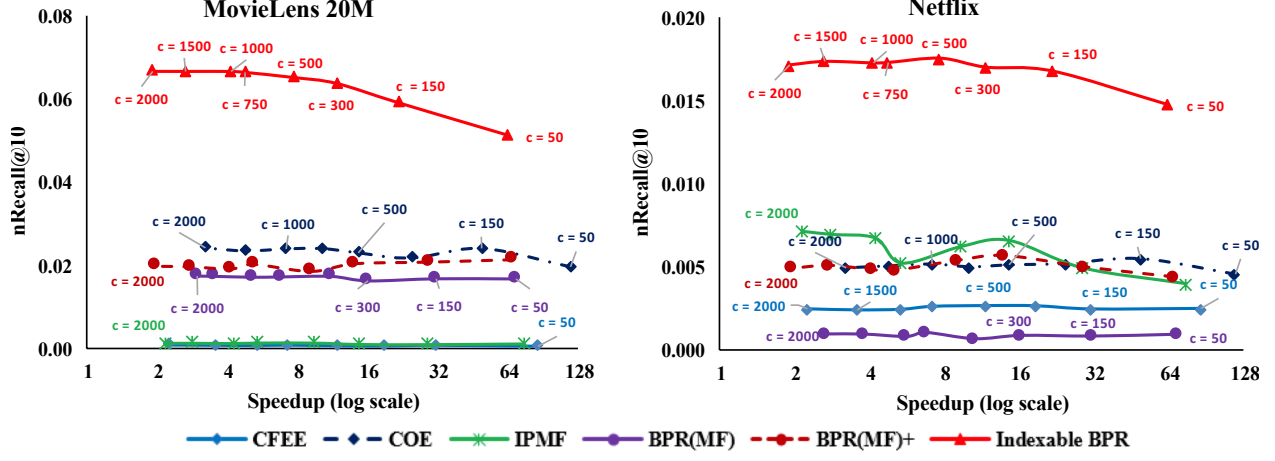 MovieLens 20M
nRecall@10
0.08
0.06
0.04
0.02
0.00
c = 1500
c = 1000
c = 500
c = 150
c = 2000
c = 750
c = 300
c = 50
c = 2000
c = 1000
c = 500
c = 150
c = 50
c = 2000
c = 2000
c = 300
c = 150
c = 50
c = 2000
c = 50
1 2 4 8 16 32 64 128
Speedup (log scale)
Netflix
nRecall@10
0.020
0.015
0.010
0.005
0.000
c = 1500
c = 1000
c = 500
c = 150
c = 2000
c = 750
c = 300
c = 50
c = 2000
c = 2000
c = 1000
c = 500
c = 150
c = 50
c = 2000
c = 2000
c = 1500
c = 500
c = 150
c = 50
c = 2000
c = 300
c = 150
c = 50
1 2 4 8 16 32 64 128
Speedup (log scale)
CFEE COE IPMF BPR(MF) BPR(MF)+ Indexable BPR